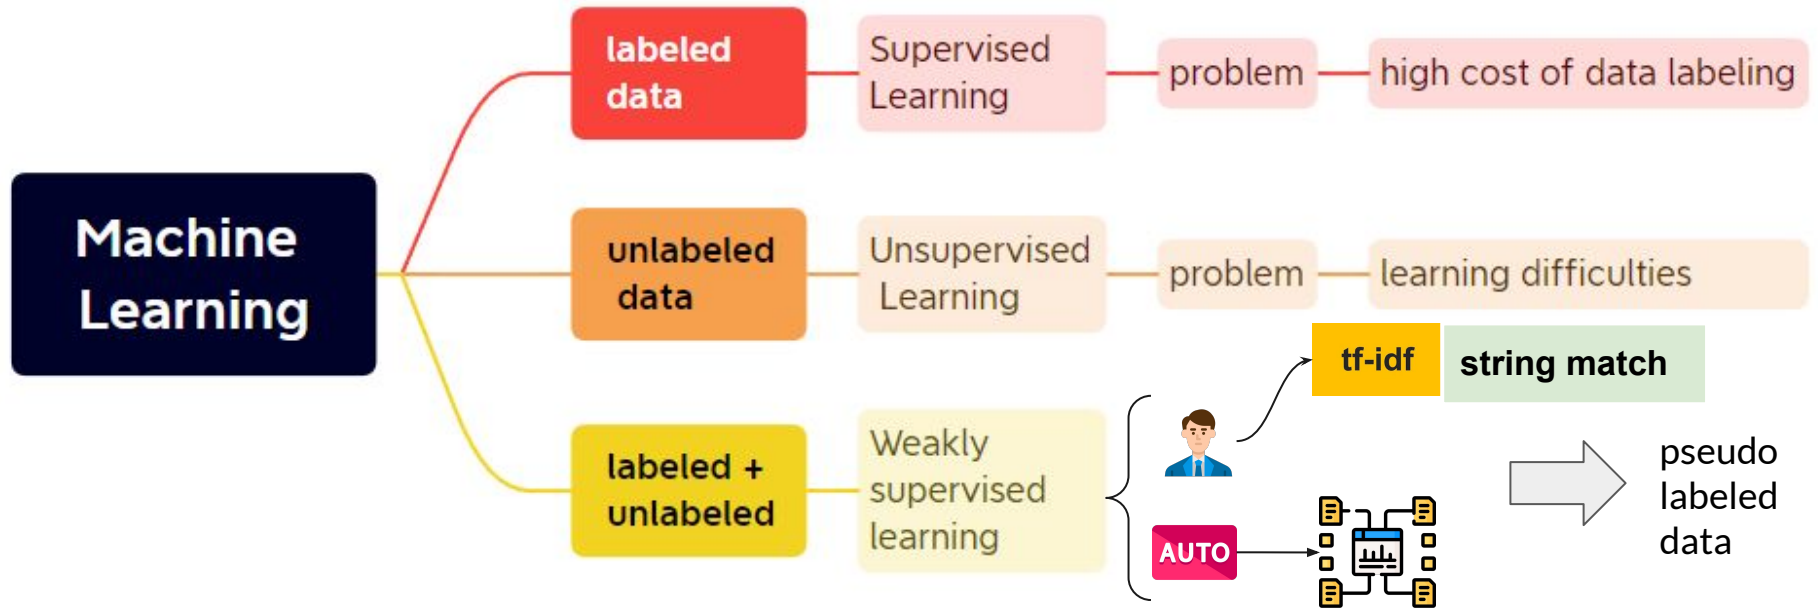 Machine
Learning
labeled
data
Supervised
Learning
problem
high cost of data labeling
unlabeled
data
Unsupervised
Learning
problem
learning difficulties
labeled +
unlabeled
Weakly
supervised
learning
tf-idf
string match
AUTO
pseudo
labeled
data